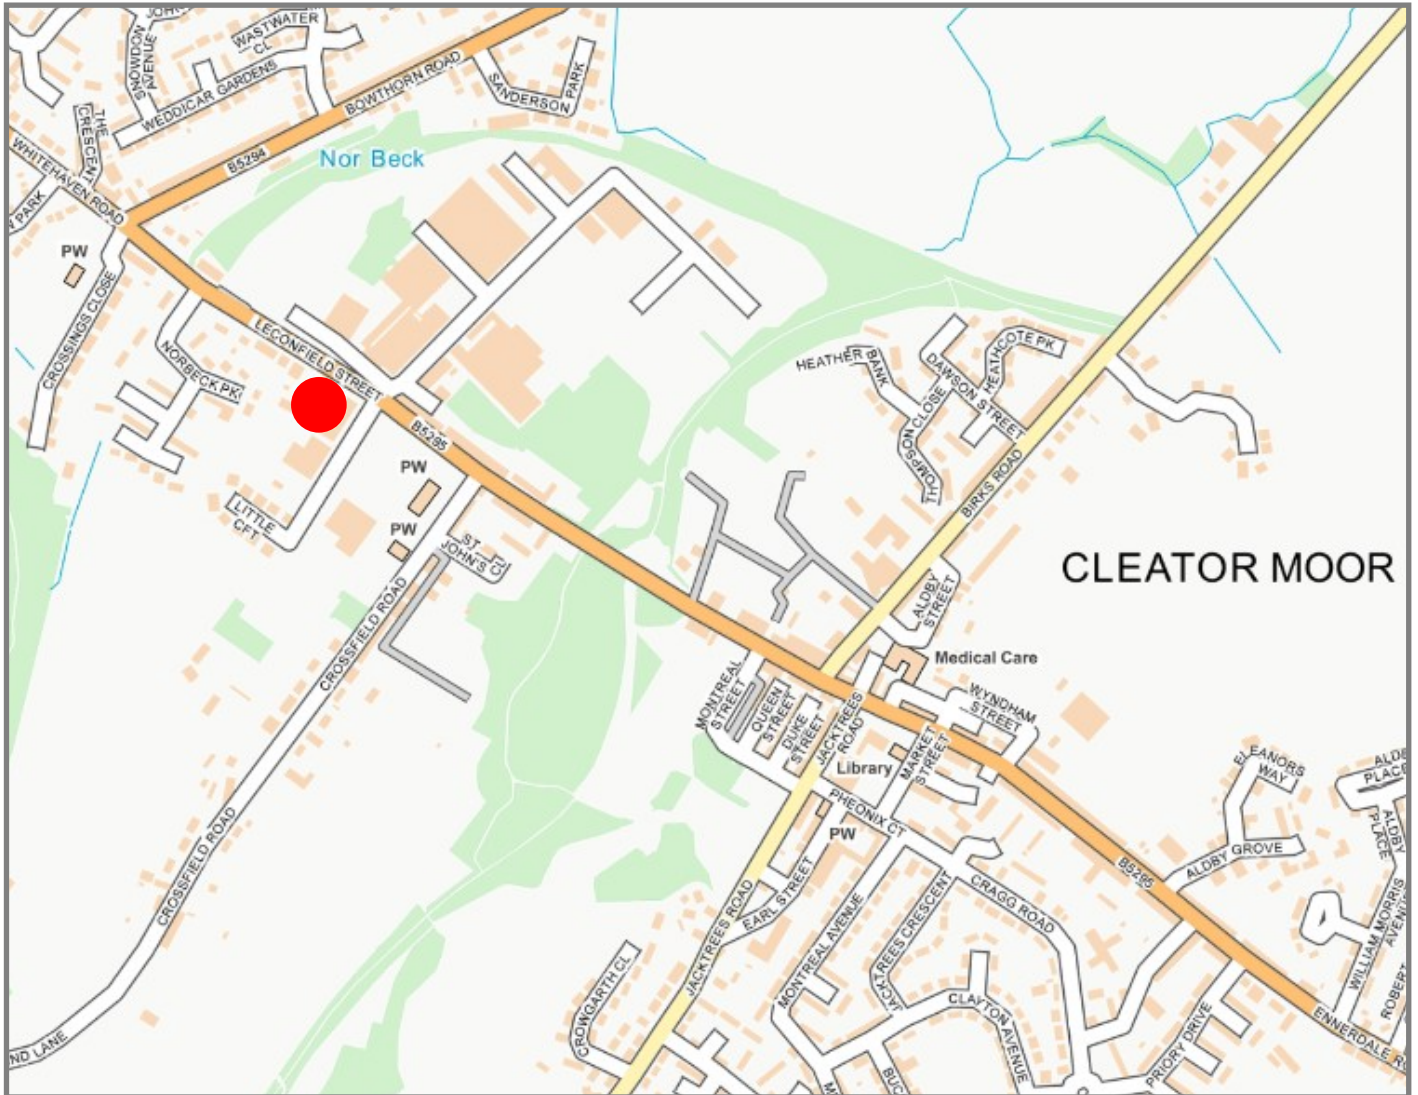 JOHN
SNOWDON
AVENUE
WASTWATER
CL
WEDDICAR GARDENS
BOWTHORN ROAD
SANDERSON
PARK
THE
CRESCENT
B5294
Nor Beck
WHITEHAVEN ROAD
PARK
PW
CROSSINGS CLOSE
LECONFIELD STREET
NORBECK PK
HEATHER
BANK
HEATHCOTE PK
DAWSON STREET
THOMPSON CLOSE
B5295
PW
BIRKS ROAD
LITTLE
CFT
PW
ST
JOHN'S CL
CLEATOR MOOR
ALDBY
STREET
CROSSFIELD ROAD
Medical Care
MONTREAL
STREET
QUEEN
STREET
DUKE
STREET
JACKTREES
ROAD
WYNDHAM
STREET
MARKET
STREET
Library
ELEANORS
WAY
ALDB
PLACE
ALDBY
PLACE
PHEONIX CT
PW
CROSSFIELD ROAD
B5295
ALDBY GROVE
EARL STREET
CRAGG ROAD
JACKTREES ROAD
MONTREAL AVENUE
JACKTREES CRESCENT
WILLIAM MORRIS
AVENUE
ROBERT
CROWGARTH CL
JACK
CLAYTON AVENUE
PRIORY DRIVE
ENNERDALE RO
ND LANE
BUC